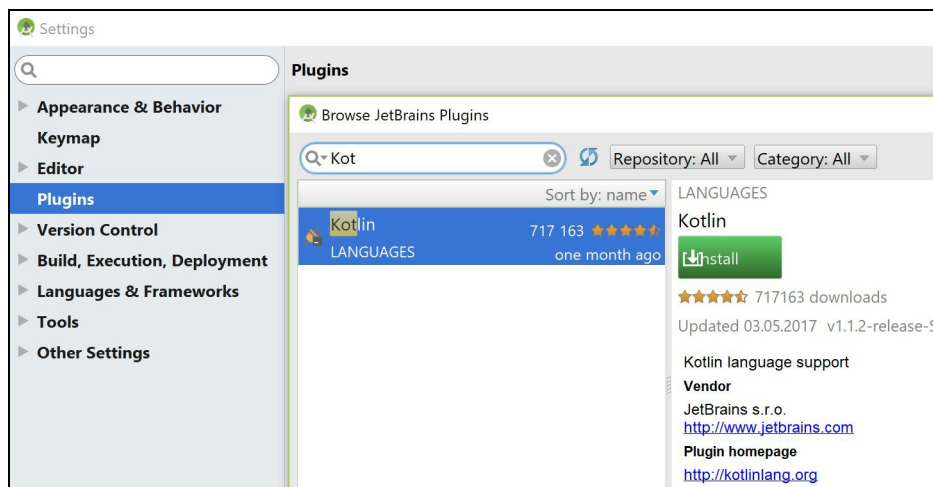 Settings
Plugins
Appearance & Behavior
Keymap
Editor
Plugins
Version Control
Build, Execution, Deployment
Languages & Frameworks
Tools
Other Settings
Browse JetBrains Plugins
Kot
Repository: All
Category: All
Sort by: name
Kotlin
717 163
LANGUAGES
one month ago
LANGUAGES
Kotlin
Install
717163 downloads
Updated 03.05.2017 v1.1.2-release-S
Kotlin language support
Vendor
JetBrains s.r.o.
http://www.jetbrains.com
Plugin homepage
http://kotlinlang.org